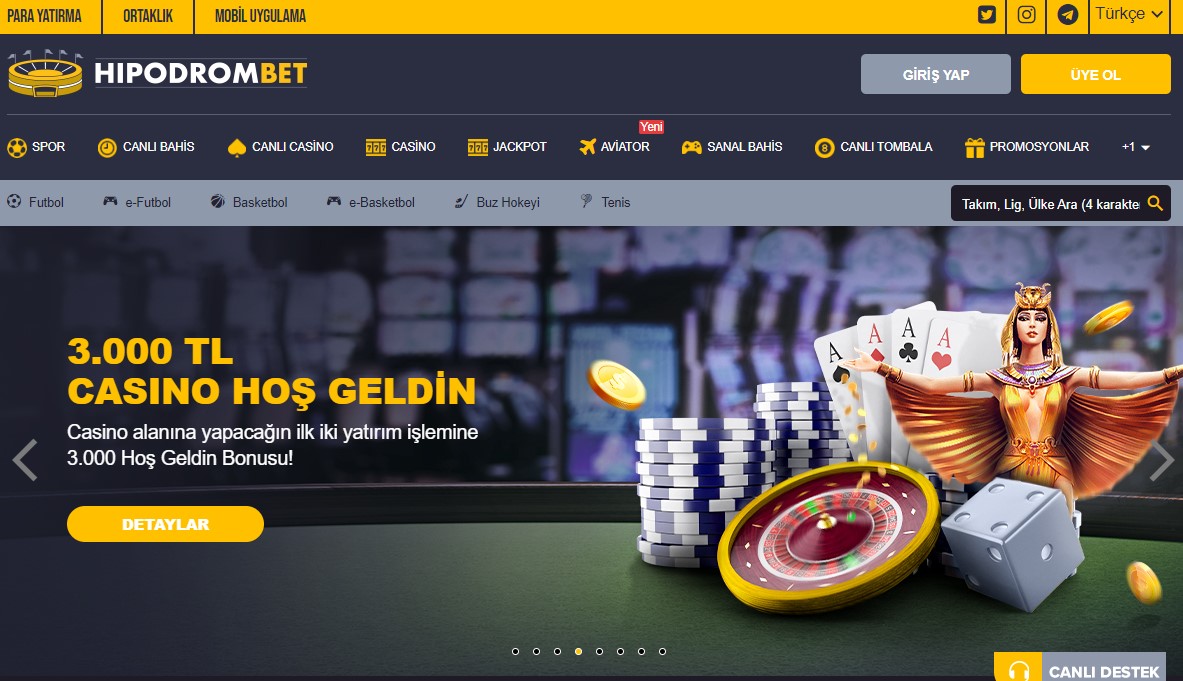 PARA YATIRMA
ORTAKLIK
MOBİL UYGULAMA
Türkçe
HIPODROMBET
GİRİŞ YAP
ÜYE OL
Yeni
SPOR
CANLI BAHİS
CANLI CASİNO
CASİNO
JACKPOT
AVİATOR
SANAL BAHİS
CANLI TOMBALA
PROMOSYONLAR
+1
Futbol
e-Futbol
Basketbol
e-Basketbol
Buz Hokeyi
Tenis
Takım, Lig, Ülke Ara (4 karakter
3.000 TL
CASINO HOŞ GELDİN
Casino alanına yapacağın ilk iki yatırım işlemine
3.000 Hoş Geldin Bonusu!
DETAYLAR
A
A
A
A
CANLI DESTEK